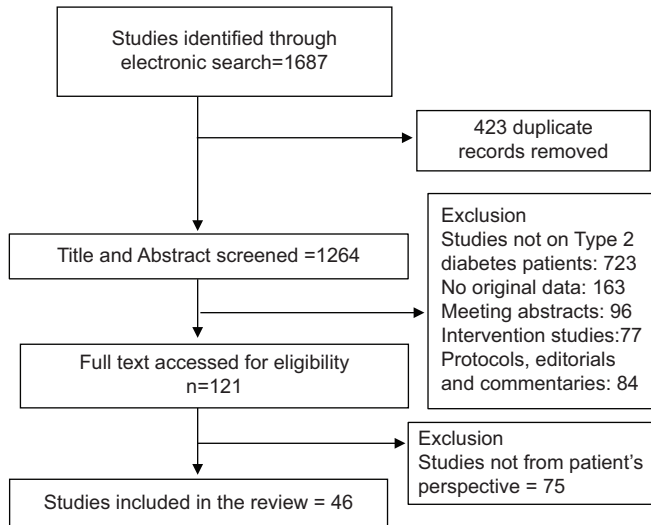 Studies identified through
electronic search=1687
423 duplicate
records removed
Title and Abstract screened =1264
Exclusion
Studies not on Type 2
diabetes patients: 723
No original data: 163
Meeting abstracts: 96
Intervention studies:77
Protocols, editorials
and commentaries: 84
Full text accessed for eligibility
n=121
Exclusion
Studies not from patient's
perspective = 75
Studies included in the review = 46